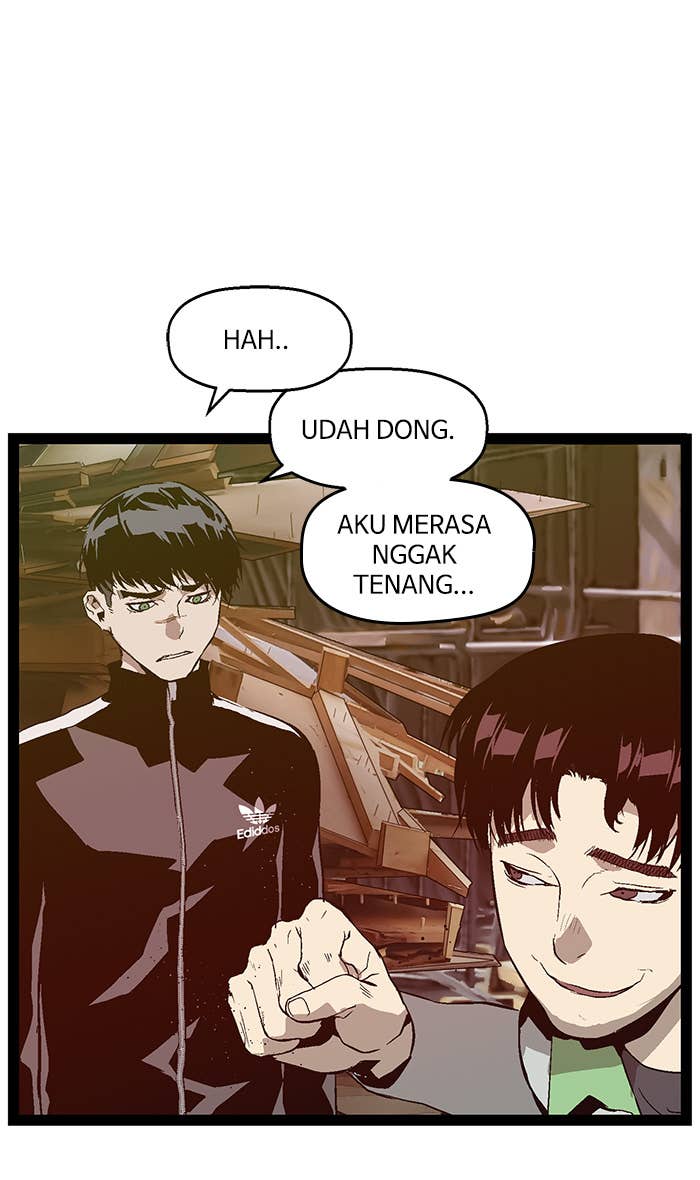 HAH..
UDAH DONG.
AKU MERASA
NGGAK
TENANG...
Ediddos